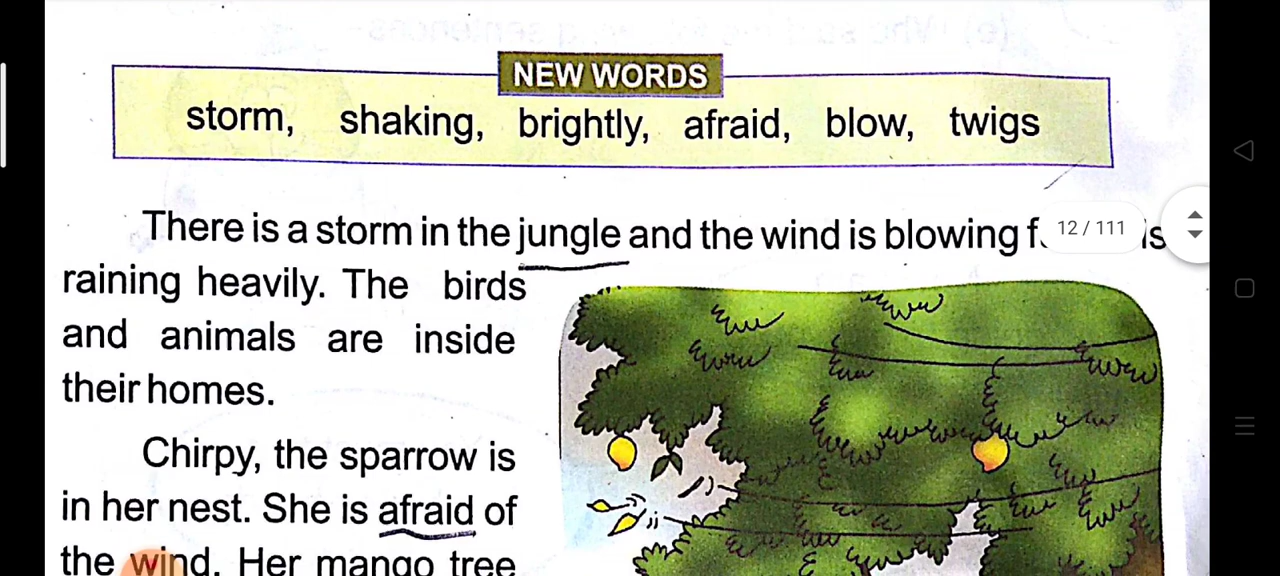 NEW WORDS
storm, shaking, brightly, afraid, blow, twigs
There is a storm in the jungle and the wind is blowing is
12 / 111
raining heavily. The birds
and animals are inside
their homes.
Chirpy, the sparrow is
in her nest. She is afraid of
the wind. Her mango tree